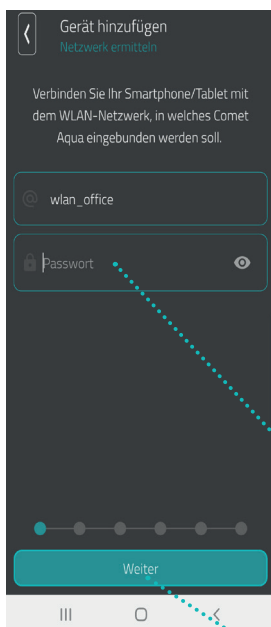 Gerät hinzufügen
Netzwerk ermitteln
Verbinden Sie Ihr Smartphone/Tablet mit
dem WLAN-Netzwerk, in welches Comet
Aqua eingebunden werden soll.
wlan_office
Passwort
Weiter